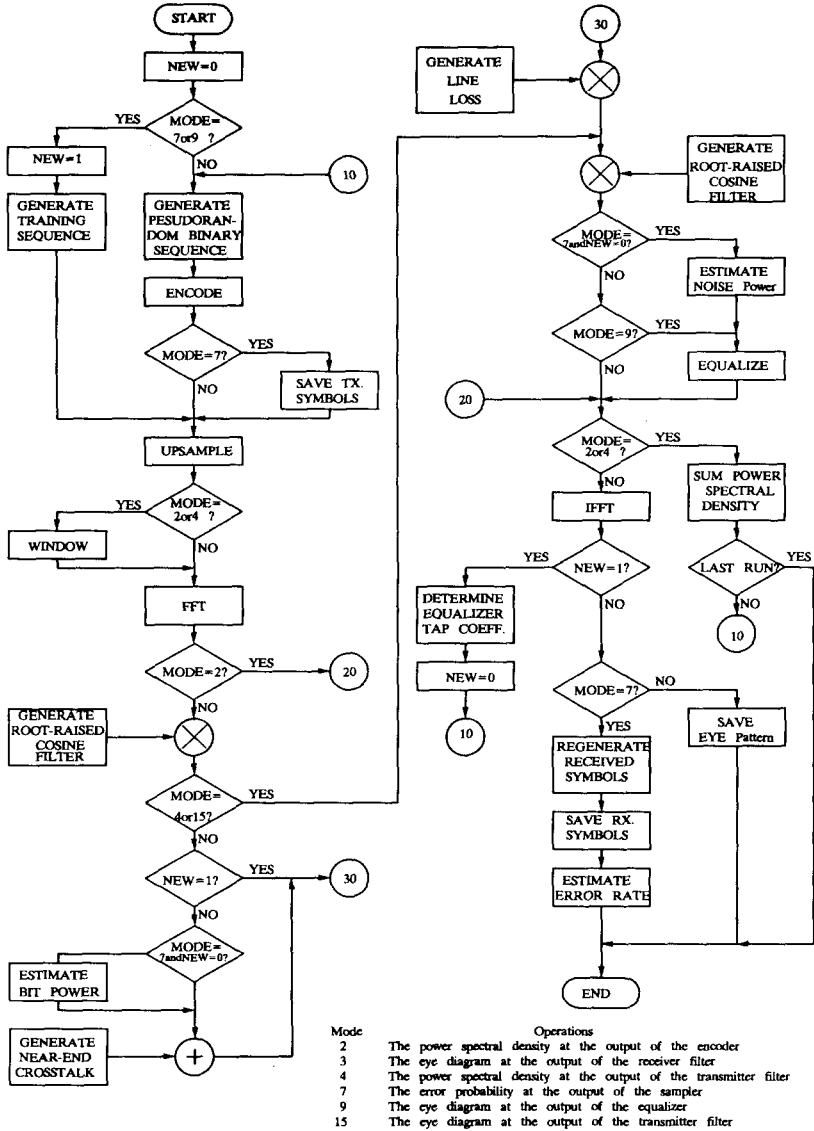 START
NEW=0
MODE=
7or9 ?
YES
NO
NEW=1
10
GENERATE
TRAINING
SEQUENCE
GENERATE
PESUDORAN-
DOM BINARY
SEQUENCE
ENCODE
MODE=7?
YES
NO
SAVE TX.
SYMBOLS
UPSAMPLE
MODE=
2or4 ?
YES
NO
WINDOW
FFT
MODE=2?
YES
NO
20
GENERATE
ROOT-RAISED
COSINE
FILTER
MODE=
4or15?
YES
NO
NEW=1?
YES
NO
30
MODE=
7andNEW=0?
ESTIMATE
BIT POWER
GENERATE
NEAR-END
CROSSTALK
30
GENERATE
LINE
LOSS
GENERATE
ROOT-RAISED
COSINE
FILTER
MODE=
7andNEW=0?
YES
NO
ESTIMATE
NOISE Power
MODE=9?
YES
NO
EQUALIZE
20
MODE=
2or4 ?
YES
NO
SUM POWER
SPECTRAL
DENSITY
IFFT
LAST RUN?
YES
NO
10
NEW=1?
YES
NO
DETERMINE
EQUALIZER
TAP COEFF.
NEW=0
10
MODE=7?
NO
YES
SAVE
EYE Pattern
REGENERATE
RECEIVED
SYMBOLS
SAVE RX.
SYMBOLS
ESTIMATE
ERROR RATE
END
Mode Operations
2 The power spectral density at the output of the encoder
3 The eye diagram at the output of the receiver filter
4 The power spectral density at the output of the transmitter filter
7 The error probability at the output of the sampler
9 The eye diagram at the output of the equalizer
15 The eye diagram at the output of the transmitter filter